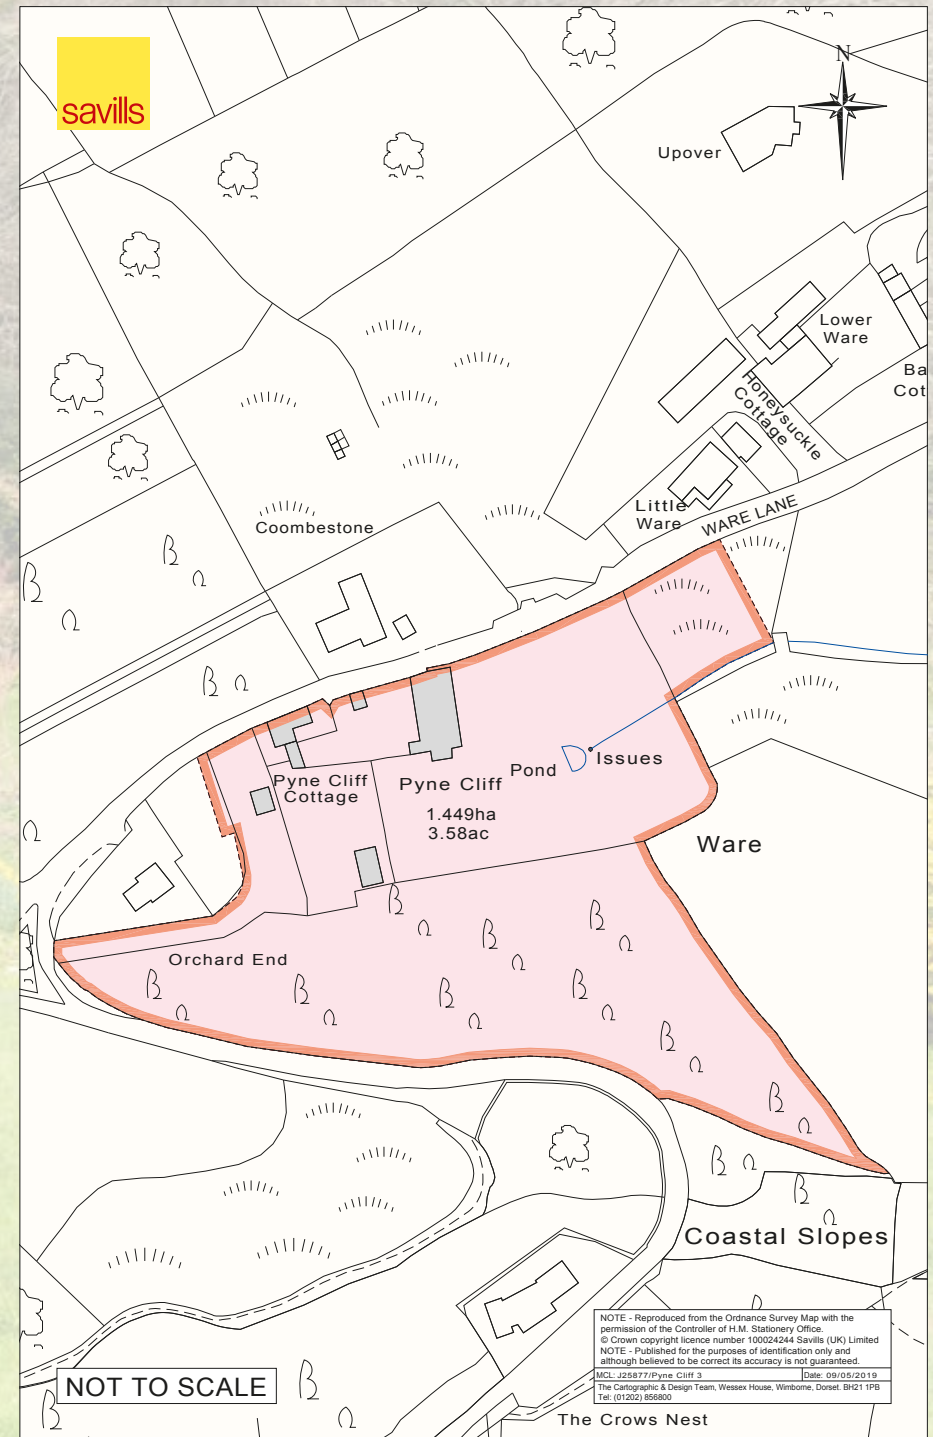 savills
N
Upover
Lower
Ware
Ba
Cot
Honeysuckle
Cottage
Little
Ware
WARE LANE
Coombestone
Pyne Cliff
Cottage
Pyne Cliff
1.449ha
3.58ac
Pond
Issues
Ware
Orchard End
Coastal Slopes
NOTE - Reproduced from the Ordnance Survey Map with the
permission of the Controller of H.M. Stationery Office.
© Crown copyright licence number 100024244 Savills (UK) Limited
NOTE - Published for the purposes of identification only and
although believed to be correct its accuracy is not guaranteed.
MCL: J25877/Pyne Cliff 3
Date: 09/05/2019
The Cartographic & Design Team, Wessex House, Wimborne, Dorset. BH21 1PB
Tel: (01202) 856800
NOT TO SCALE
The Crows Nest